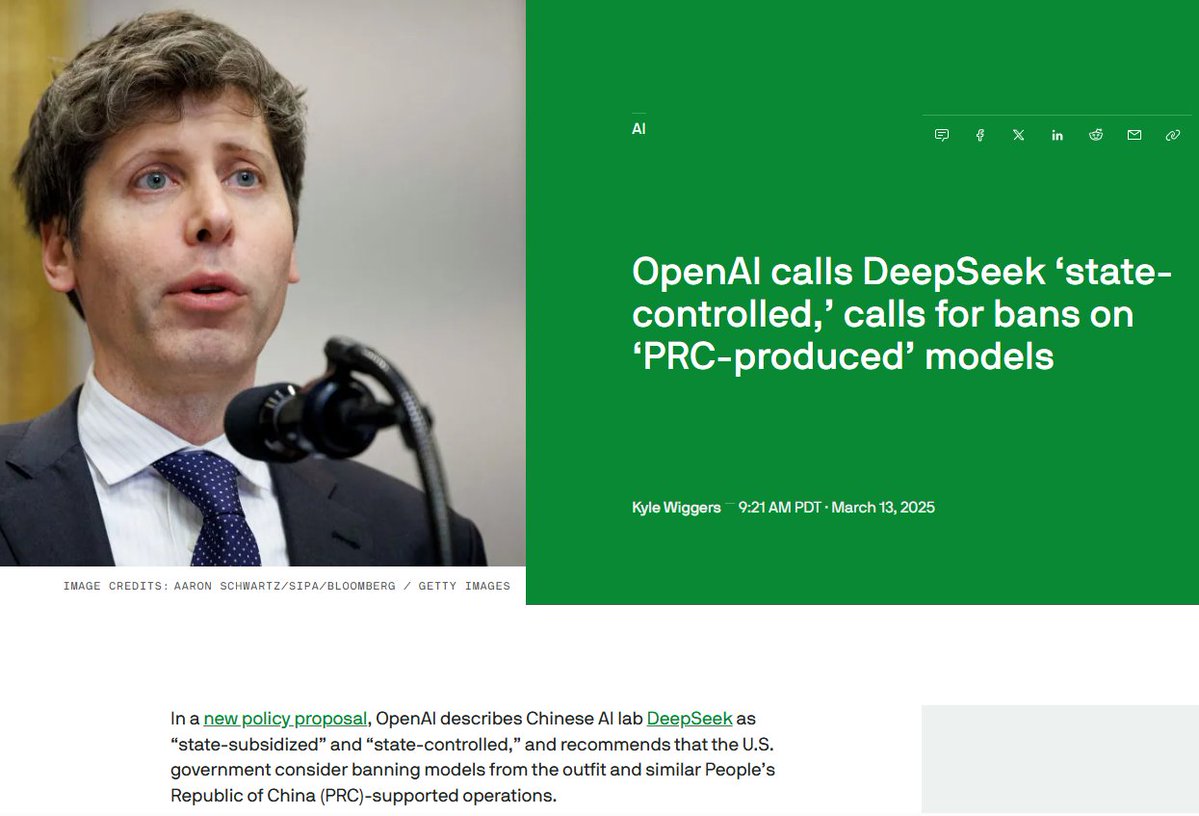 AI
OpenAI calls DeepSeek ‘state-
controlled,’ calls for bans on
‘PRC-produced’ models
Kyle Wiggers — 9:21 AM PDT · March 13, 2025
IMAGE CREDITS: AARON SCHWARTZ/SIPA/BLOOMBERG / GETTY IMAGES
In a new policy proposal, OpenAI describes Chinese AI lab DeepSeek as
“state-subsidized” and “state-controlled,” and recommends that the U.S.
government consider banning models from the outfit and similar People’s
Republic of China (PRC)-supported operations.